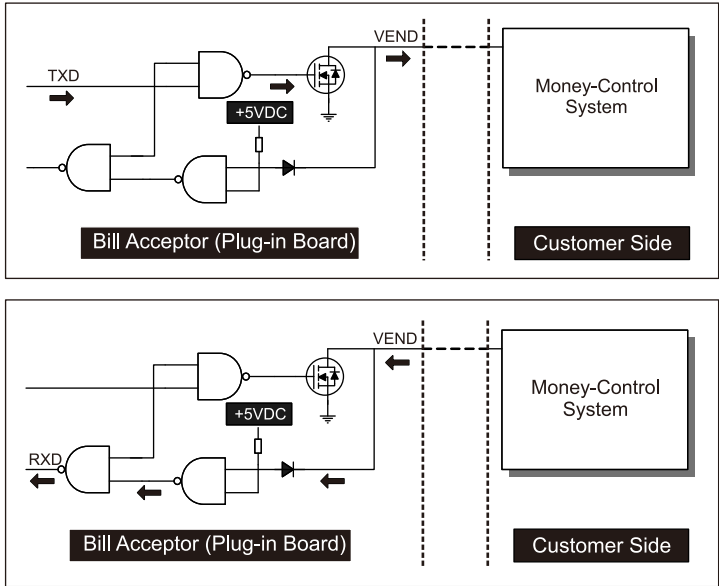 VEND
TXD
+5VDC
Money-Control
System
Bill Acceptor (Plug-in Board)
Customer Side
VEND
+5VDC
Money-Control
System
RXD
Bill Acceptor (Plug-in Board)
Customer Side